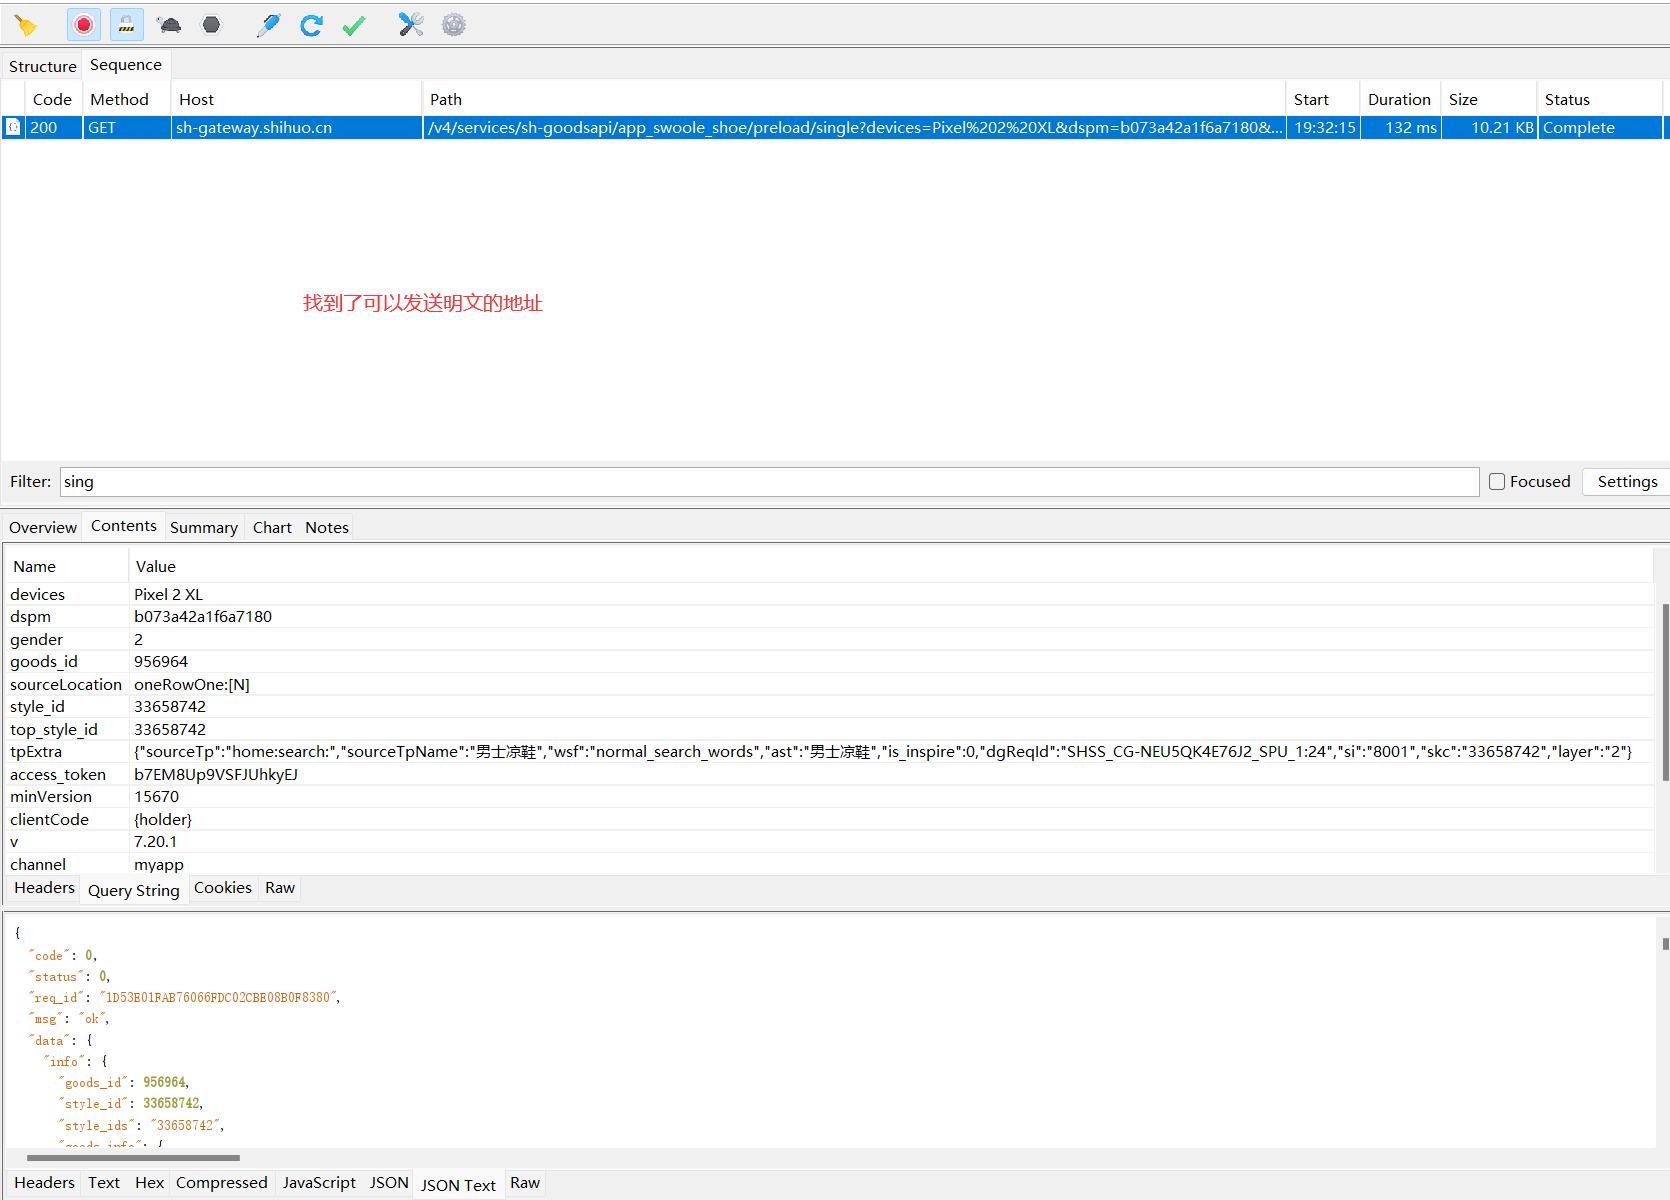 Structure Sequence
Code Method Host Path Start Duration Size Status
200 GET sh-gateway.shihuo.cn /v4/services/sh-goodsapi/app_swoole_shoe/preload/single?devices=Pixel%202%20XL&dspm=b073a42a1f6a7180&... 19:32:15 132 ms 10.21 KB Complete
找到了可以发送明文的地址
Filter: sing Focused Settings
Overview Contents Summary Chart Notes
Name Value
devices Pixel 2 XL
dspm b073a42a1f6a7180
gender 2
goods_id 956964
sourceLocation oneRowOne:[N]
style_id 33658742
top_style_id 33658742
tpExtra {"sourceTp":"home:search:","sourceTpName":"男士凉鞋","wsf":"normal_search_words","ast":"男士凉鞋","is_inspire":0,"dgReqId":"SHSS_CG-NEU5QK4E76J2_SPU_1:24","si":"8001","skc":"33658742","layer":"2"}
access_token b7EM8Up9VSFJUhkyEJ
minVersion 15670
clientCode {holder}
v 7.20.1
channel myapp
Headers Query String Cookies Raw
{
"code": 0,
"status": 0,
"req_id": "1D53E01FAB76066FDC02CBE08B0F8380",
"msg": "ok",
"data": {
"info": {
"goods_id": 956964,
"style_id": 33658742,
"style_ids": "33658742",
"goods_info": {
Headers Text Hex Compressed JavaScript JSON JSON Text Raw